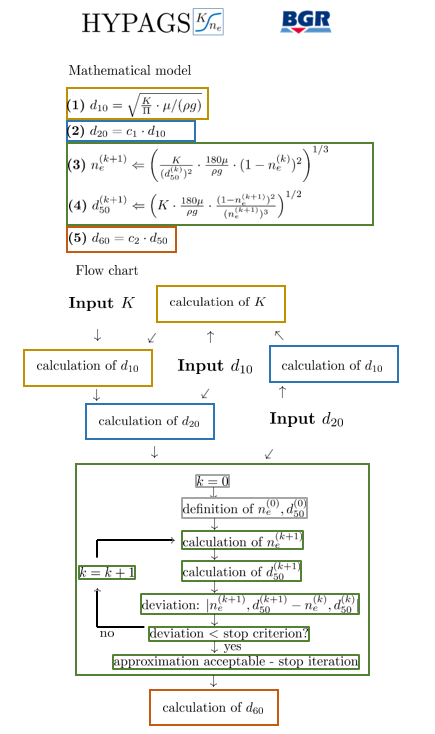 HYPAGS K n_e BGR
Mathematical model
(1) d_{10} = \sqrt{\frac{K}{\Pi} \cdot \mu/(\rho g)}
(2) d_{20} = c_1 \cdot d_{10}
(3) n_e^{(k+1)} \Leftarrow \left( \frac{K}{(d_{50}^{(k)})^2} \cdot \frac{180\mu}{\rho g} \cdot (1 - n_e^{(k)})^2 \right)^{1/3}
(4) d_{50}^{(k+1)} \Leftarrow \left( K \cdot \frac{180\mu}{\rho g} \cdot \frac{(1-n_e^{(k+1)})^2}{(n_e^{(k+1)})^3} \right)^{1/2}
(5) d_{60} = c_2 \cdot d_{50}
Flow chart
Input K calculation of K
↓ ↙ ↑ ↖
calculation of d_{10} Input d_{10} calculation of d_{10}
↓ ↙ ↑
calculation of d_{20} Input d_{20}
↓ ↙
k = 0
↓
definition of n_e^{(0)}, d_{50}^{(0)}
↓
calculation of n_e^{(k+1)}
↓
k = k + 1 calculation of d_{50}^{(k+1)}
↓
deviation: |n_e^{(k+1)}, d_{50}^{(k+1)} − n_e^{(k)}, d_{50}^{(k)}|
↓
no deviation < stop criterion?
↓ yes
approximation acceptable - stop iteration
↓
calculation of d_{60}